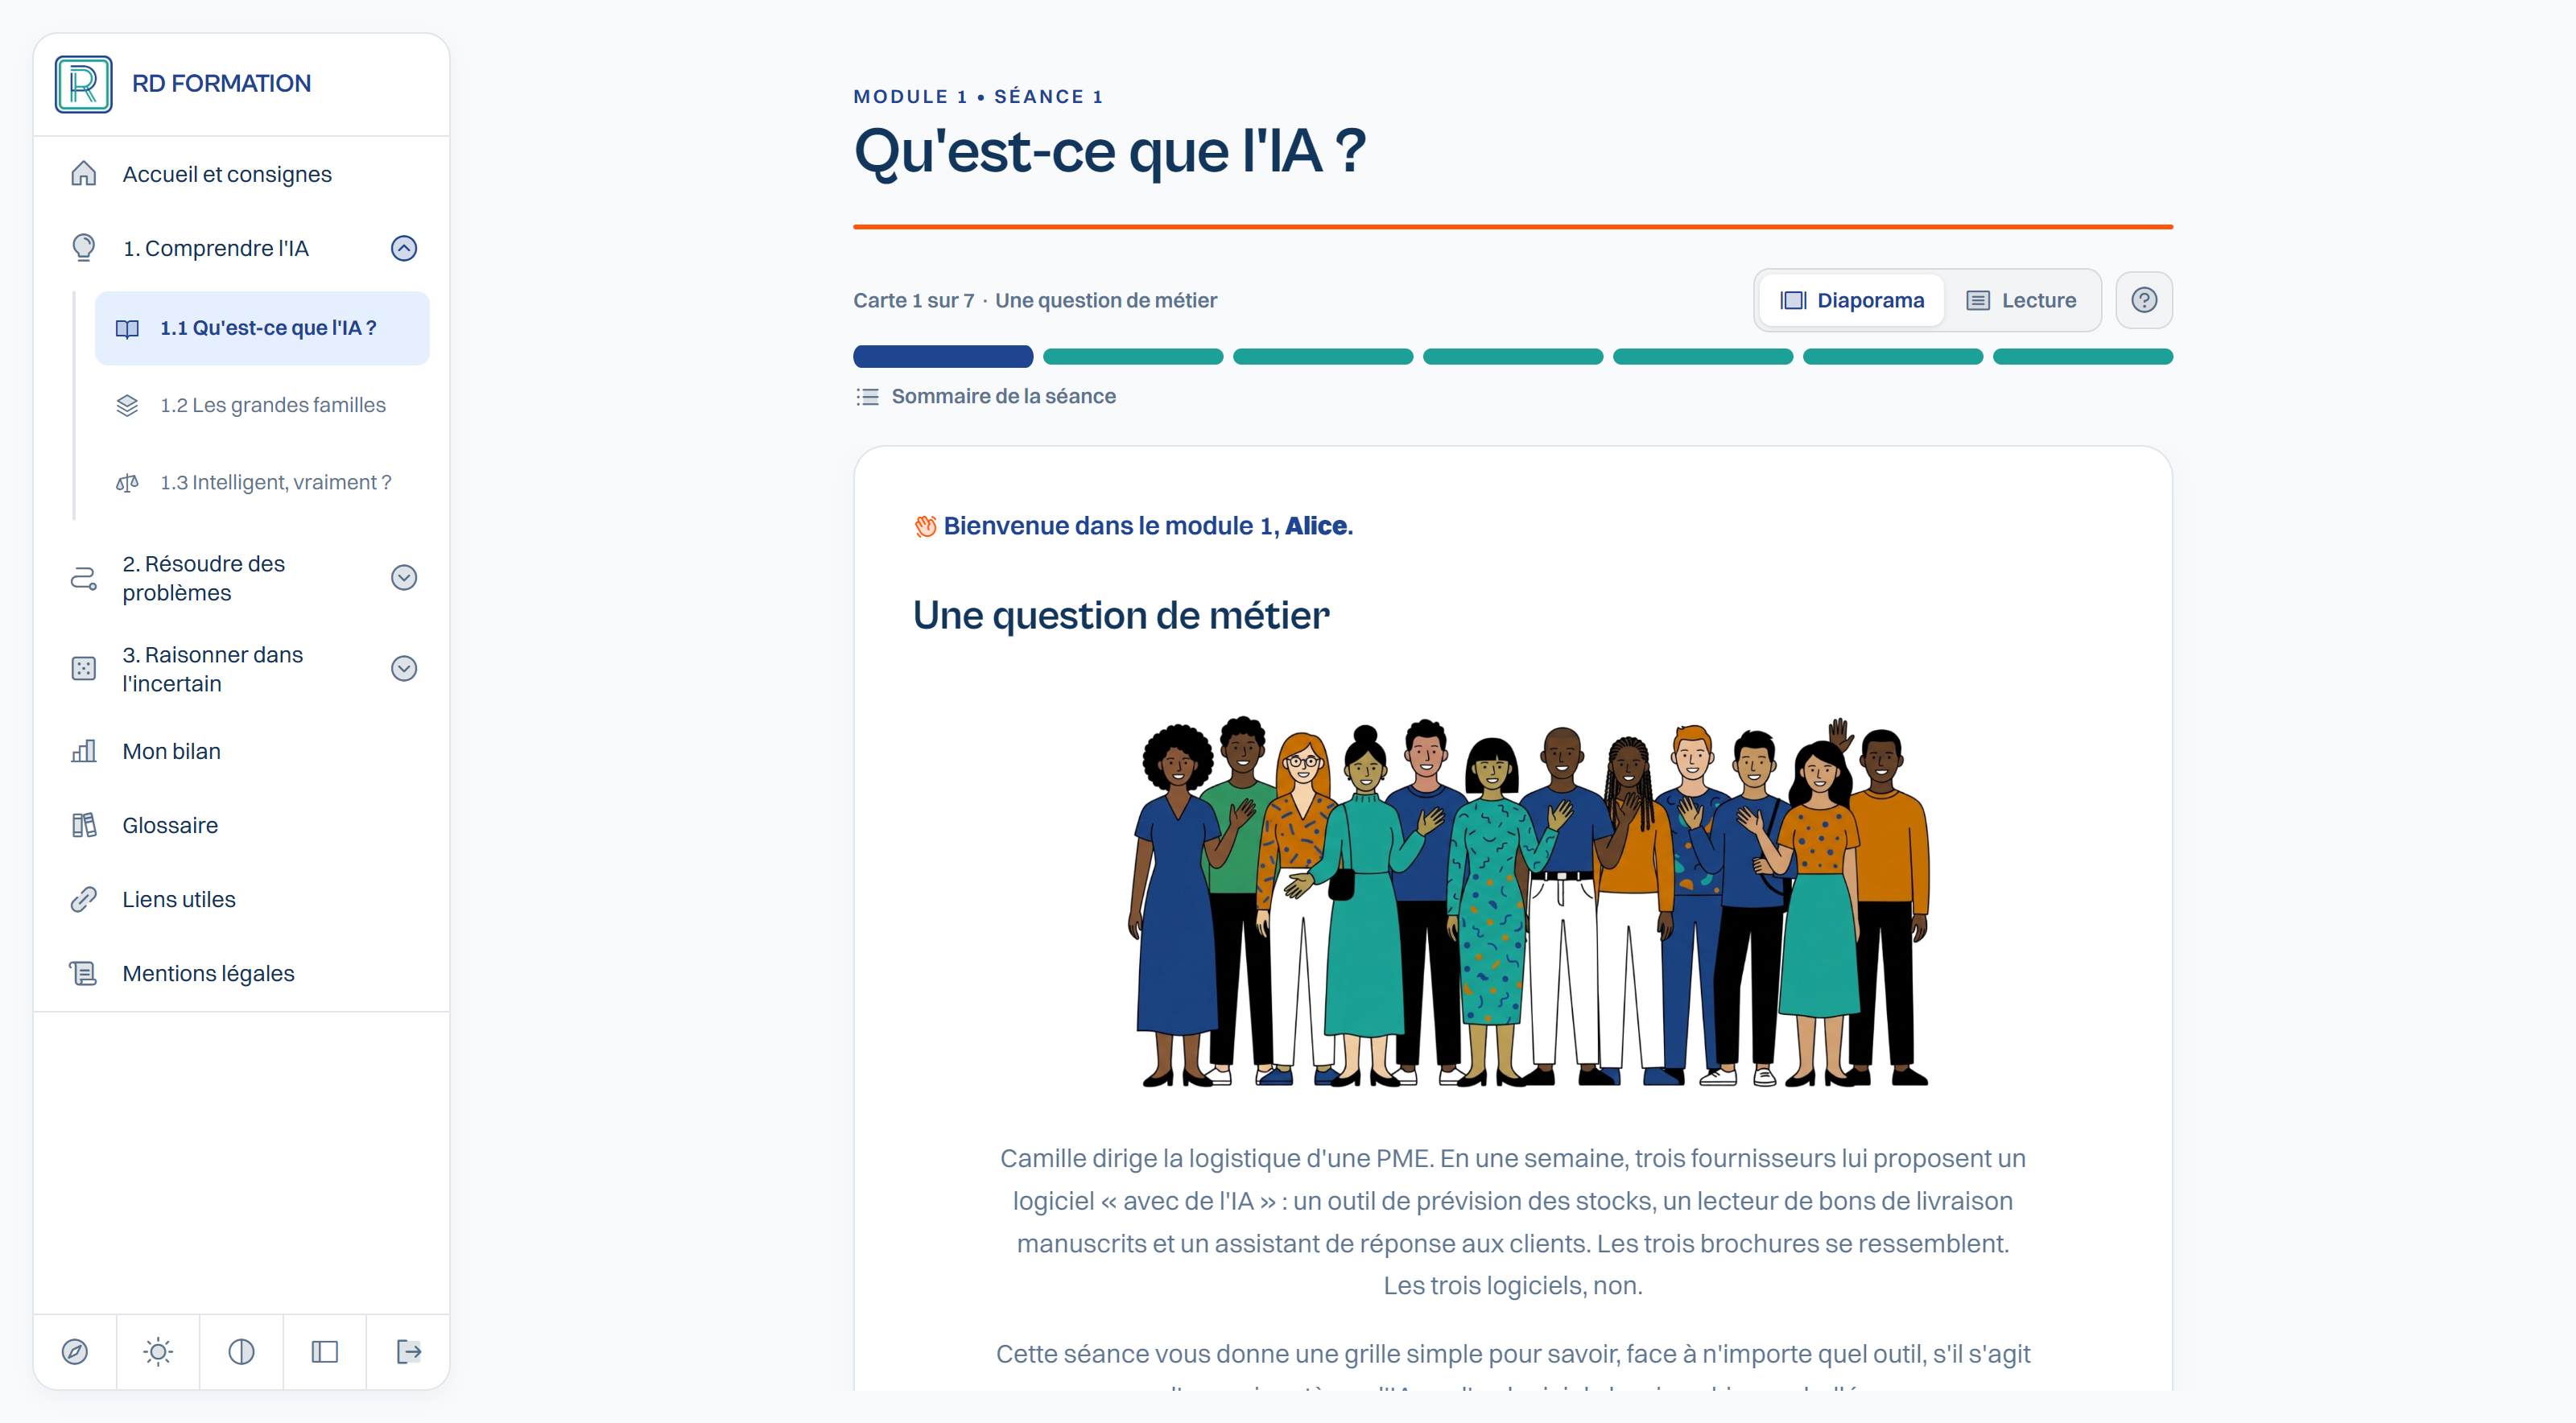 RD FORMATION
Accueil et consignes
1. Comprendre l'IA
1.1 Qu'est-ce que l'IA ?
1.2 Les grandes familles
1.3 Intelligent, vraiment ?
2. Résoudre des
problèmes
3. Raisonner dans
l'incertain
Mon bilan
Glossaire
Liens utiles
Mentions légales
MODULE 1 • SÉANCE 1
Qu'est-ce que l'IA ?
Carte 1 sur 7 · Une question de métier
Diaporama
Lecture
Sommaire de la séance
Bienvenue dans le module 1, Alice.
Une question de métier
Camille dirige la logistique d'une PME. En une semaine, trois fournisseurs lui proposent un
logiciel « avec de l'IA » : un outil de prévision des stocks, un lecteur de bons de livraison
manuscrits et un assistant de réponse aux clients. Les trois brochures se ressemblent.
Les trois logiciels, non.
Cette séance vous donne une grille simple pour savoir, face à n'importe quel outil, s'il s'agit